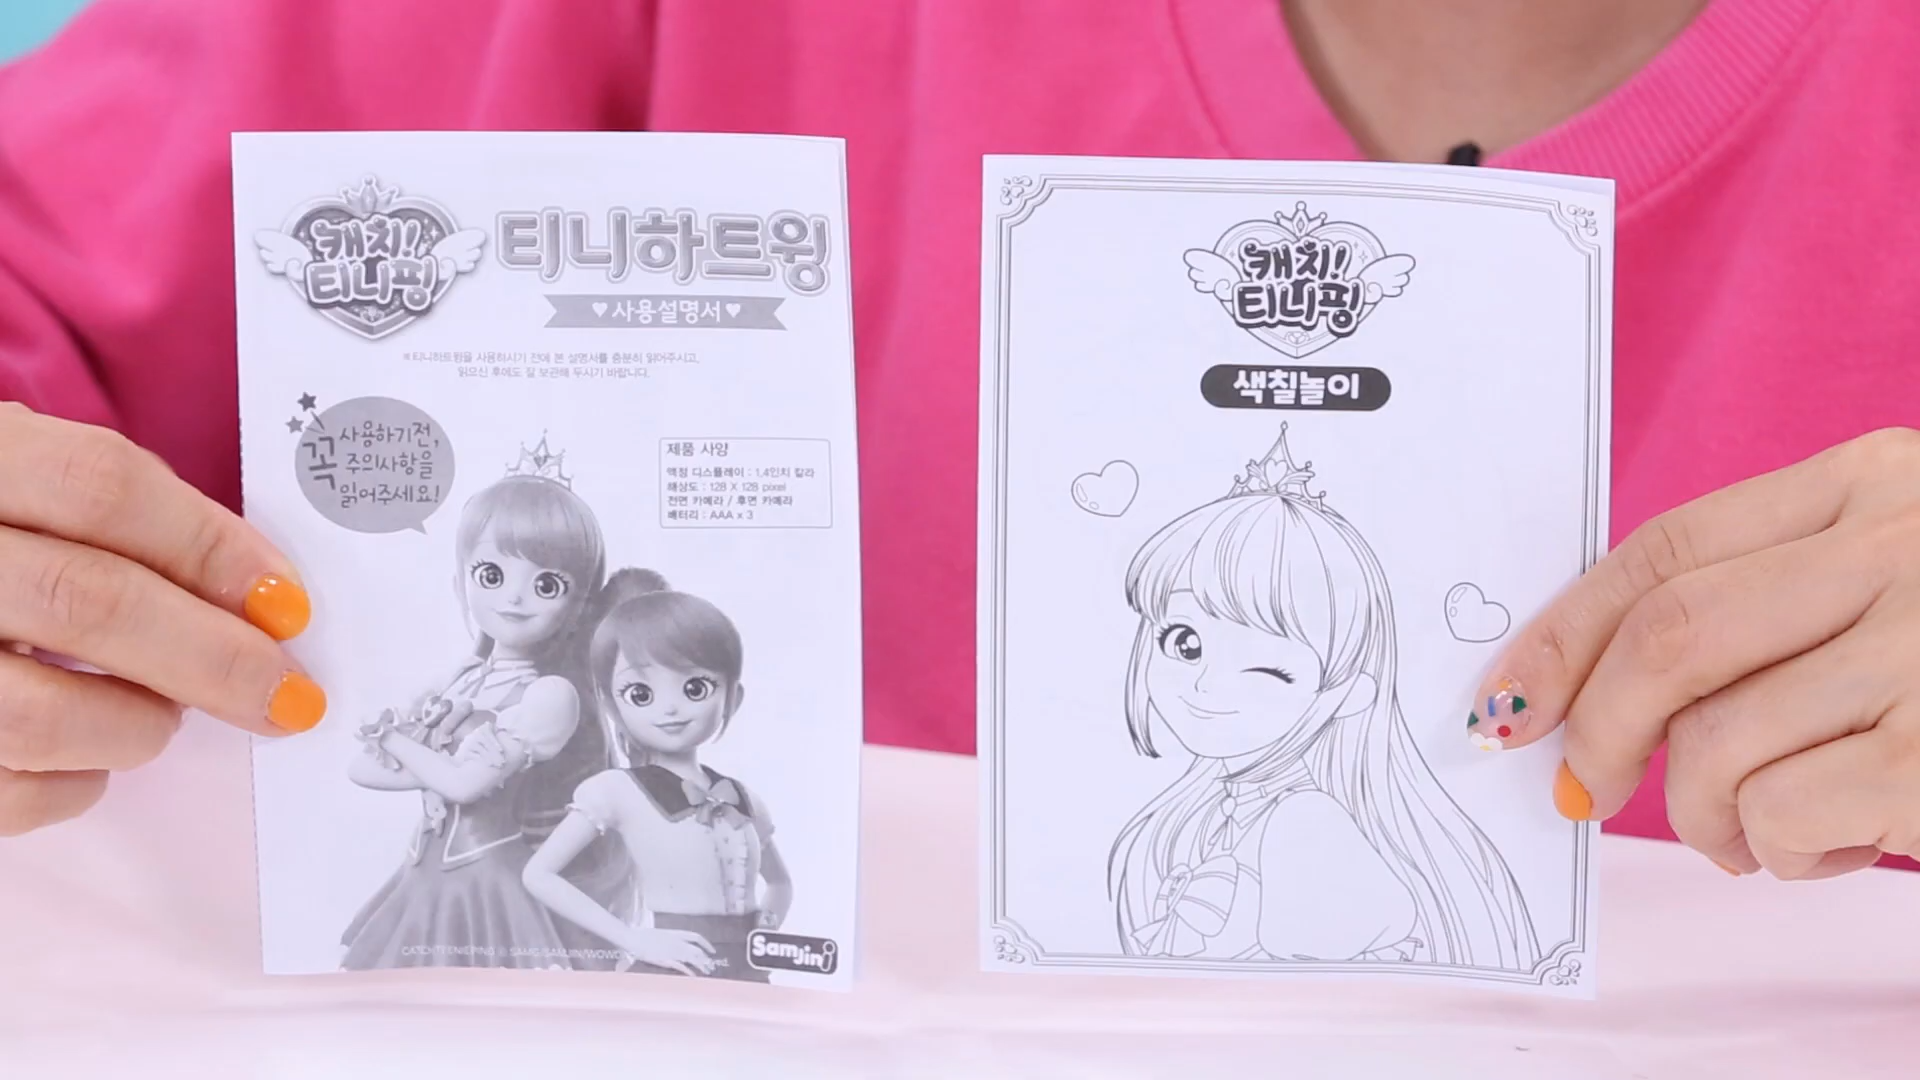 캐치!
티니핑
티니하트윙
♥사용설명서♥
※티니하트윙을 사용하시기 전에 본 설명서를 충분히 읽어주시고,
읽으신 후에도 잘 보관해 두시기 바랍니다.
꼭 사용하기전,
주의사항을
읽어주세요!
제품 사양
액정 디스플레이 : 1.4인치 칼라
해상도 : 128 X 128 pixel
전면 카메라 / 후면 카메라
배터리 : AAA x 3
CATCH TEENIEPING © SAMG/SAMJIN/WOWO
SamJin
캐치!
티니핑
색칠놀이